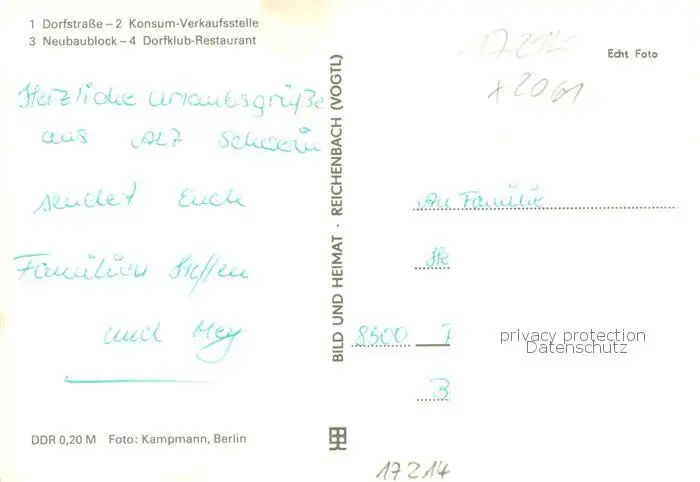 1 Dorfstraße – 2 Konsum-Verkaufsstelle
3 Neubaublock – 4 Dorfklub-Restaurant
Herzliche Urlaubsgrüße
aus Alt Schwerin
sendet Euch
Familien Steffen
und Mey
DDR 0,20 M Foto: Kampmann, Berlin
BILD UND HEIMAT · REICHENBACH (VOGTL)
17214
x 2061
Echt Foto
An Familie
8300
privacy protection
Datenschutz
B
17214